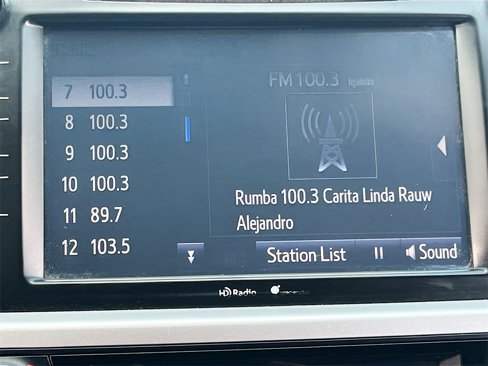 FM 100.3 lejandro
7 100.3
8 100.3
9 100.3
10 100.3
11 89.7
12 103.5
Rumba 100.3 Carita Linda Rauw
Alejandro
Station List
Sound
HD Radio